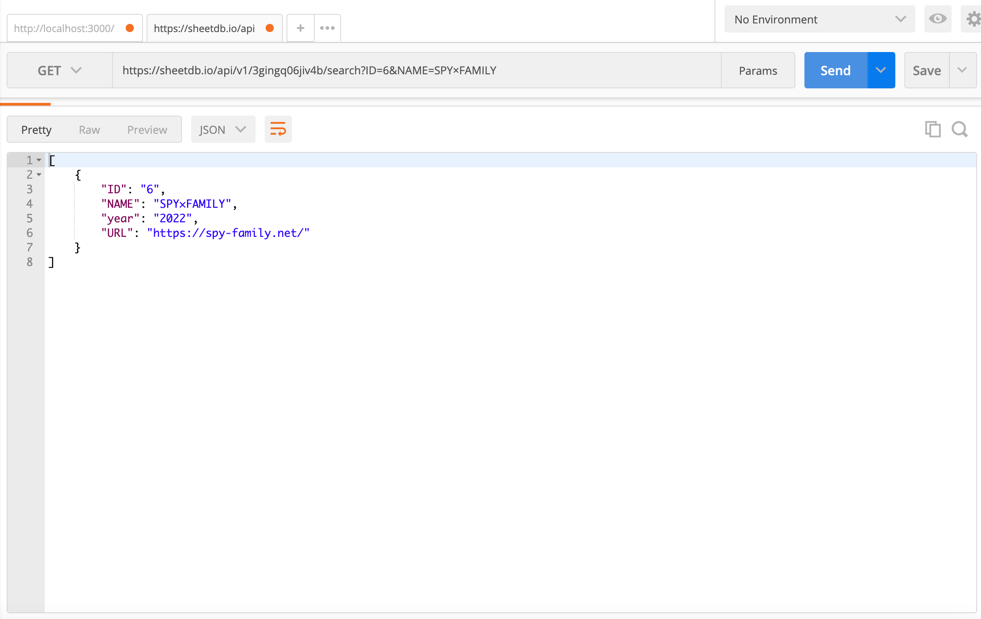 http://localhost:3000/ https://sheetdb.io/api + ••• No Environment
GET https://sheetdb.io/api/v1/3gingq06jiv4b/search?ID=6&NAME=SPY×FAMILY Params Send Save
Pretty Raw Preview JSON
1 [
2 {
3 "ID": "6",
4 "NAME": "SPY×FAMILY",
5 "year": "2022",
6 "URL": "https://spy-family.net/"
7 }
8 ]